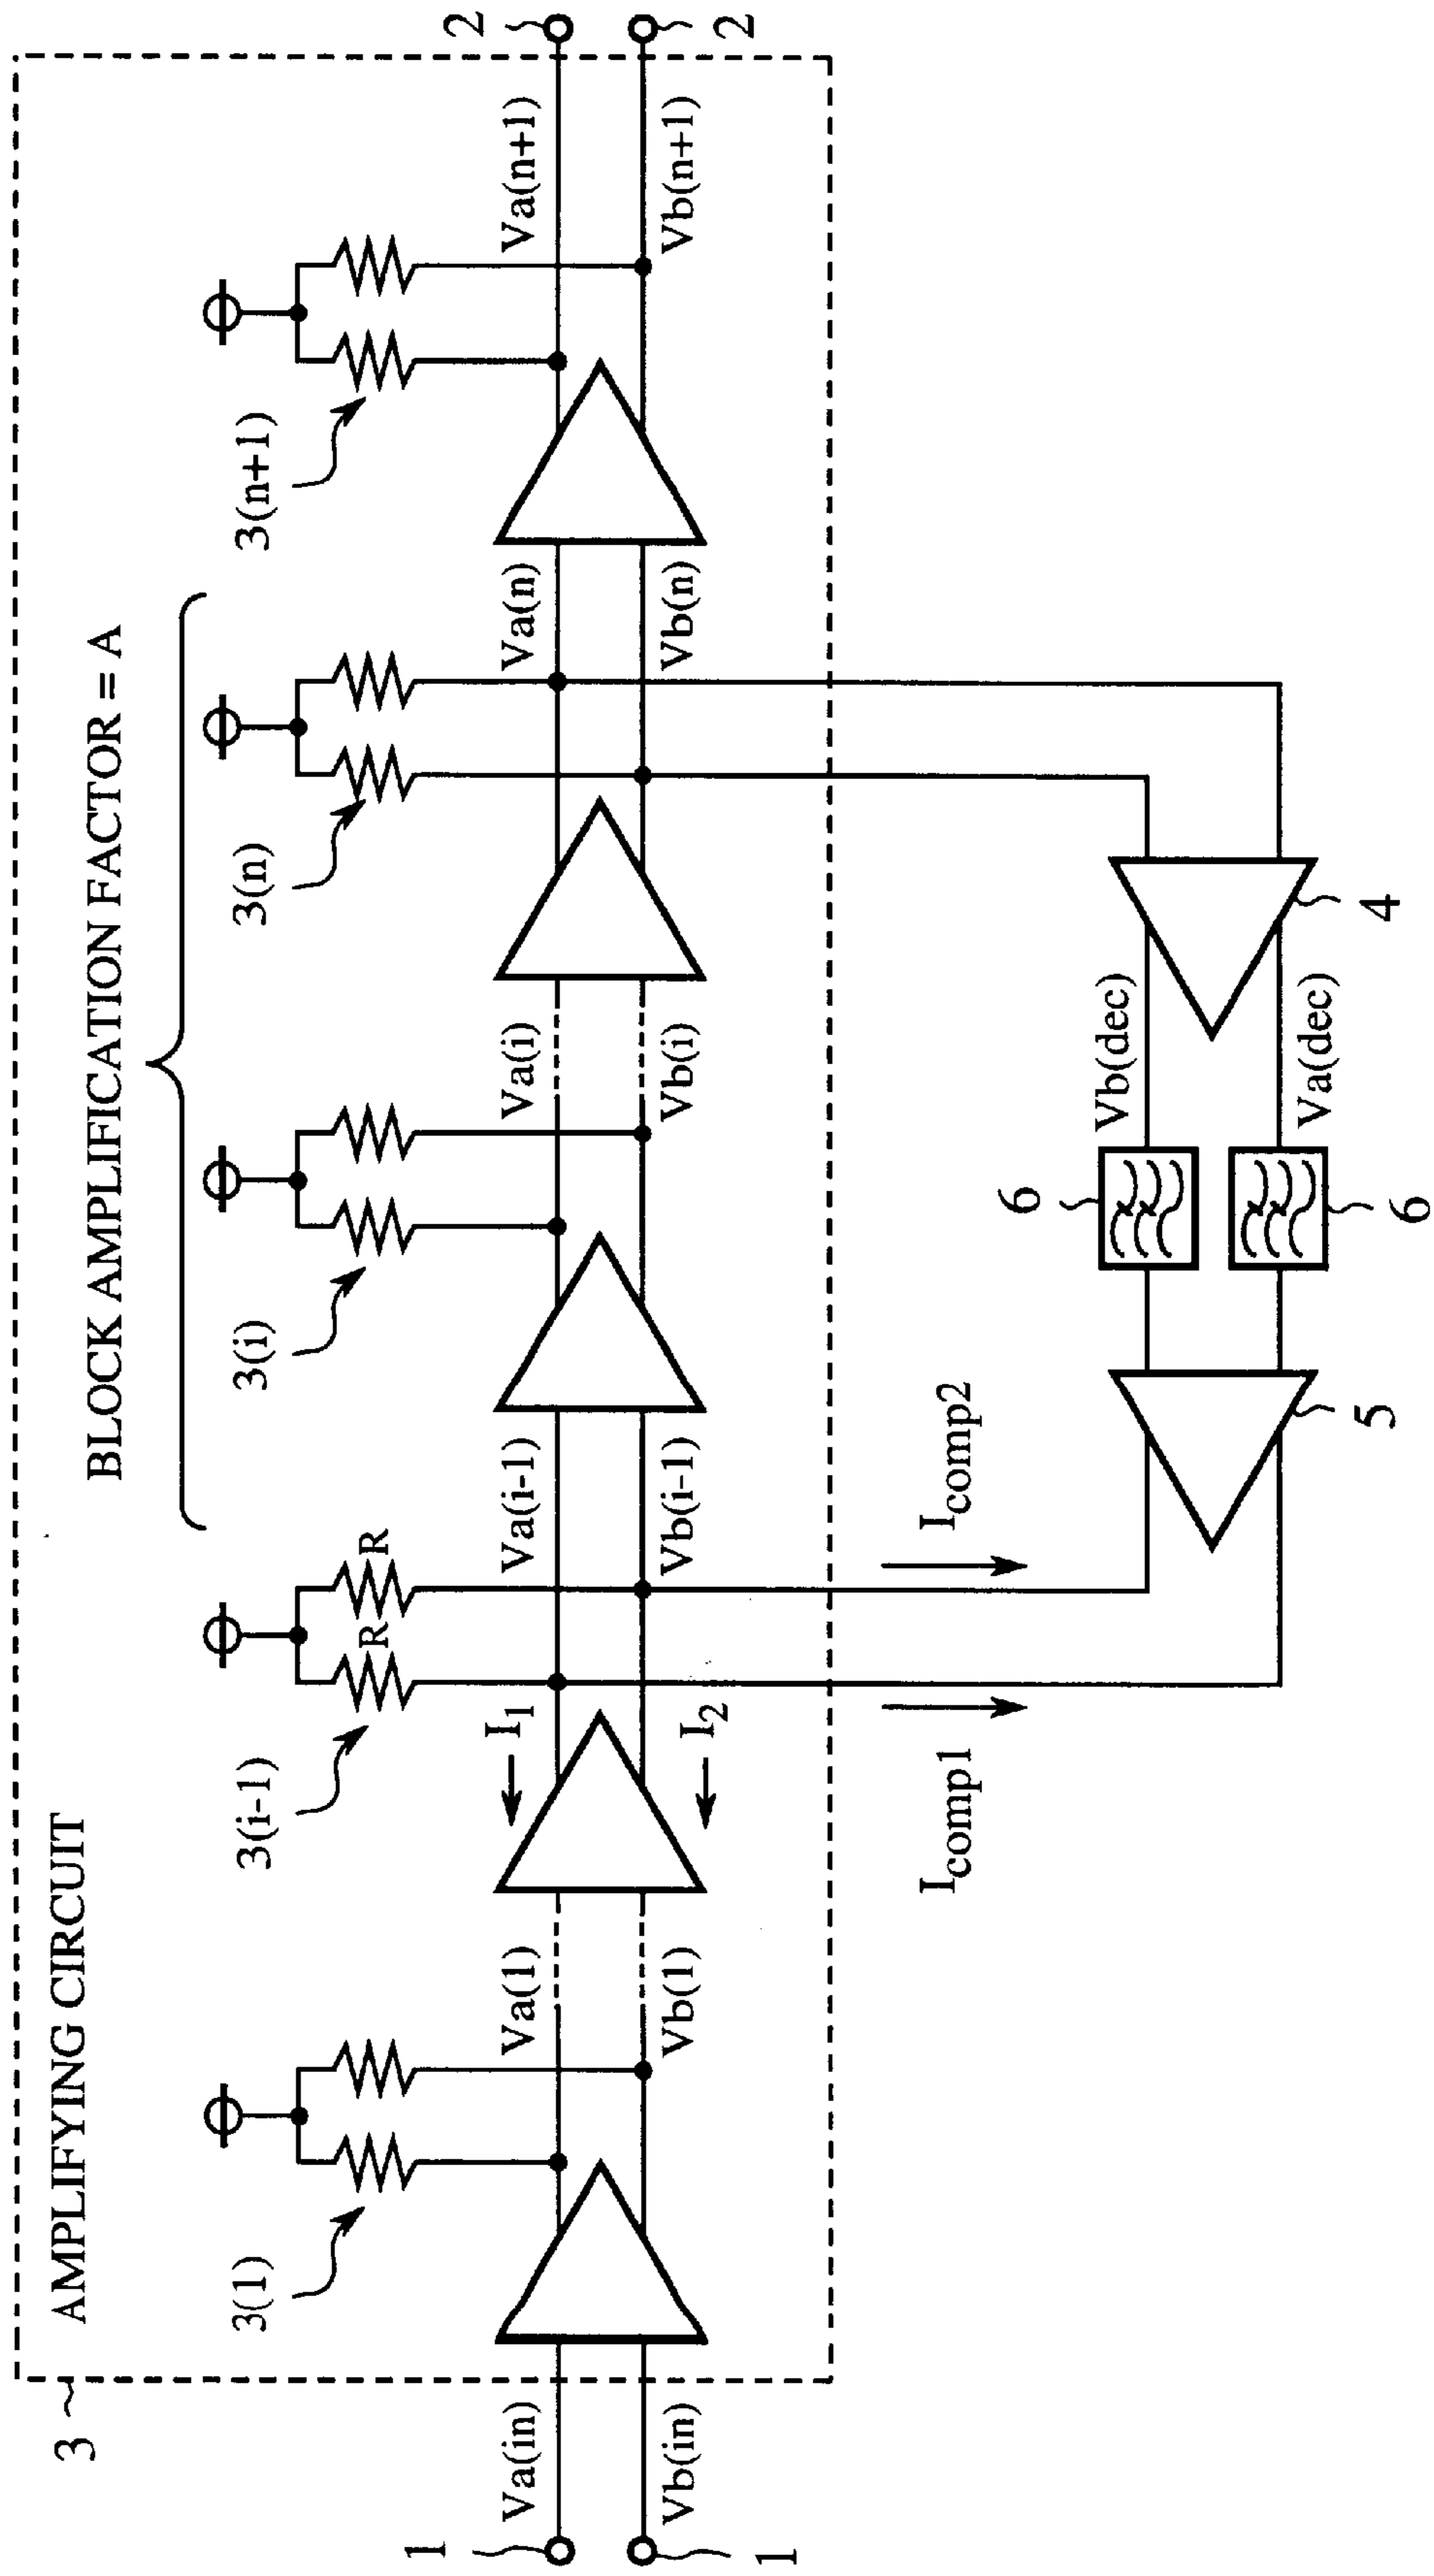 3 AMPLIFYING CIRCUIT
BLOCK AMPLIFICATION FACTOR = A
3(1)
3(i-1)
R
R
3(i)
3(n)
3(n+1)
1
Va(in)
Va(1)
I1
Va(i-1)
Va(i)
Va(n)
Va(n+1)
2
1
Vb(in)
Vb(1)
I2
Vb(i-1)
Vb(i)
Vb(n)
Vb(n+1)
2
Icomp1
Icomp2
6
Vb(dec)
5
6
Va(dec)
4